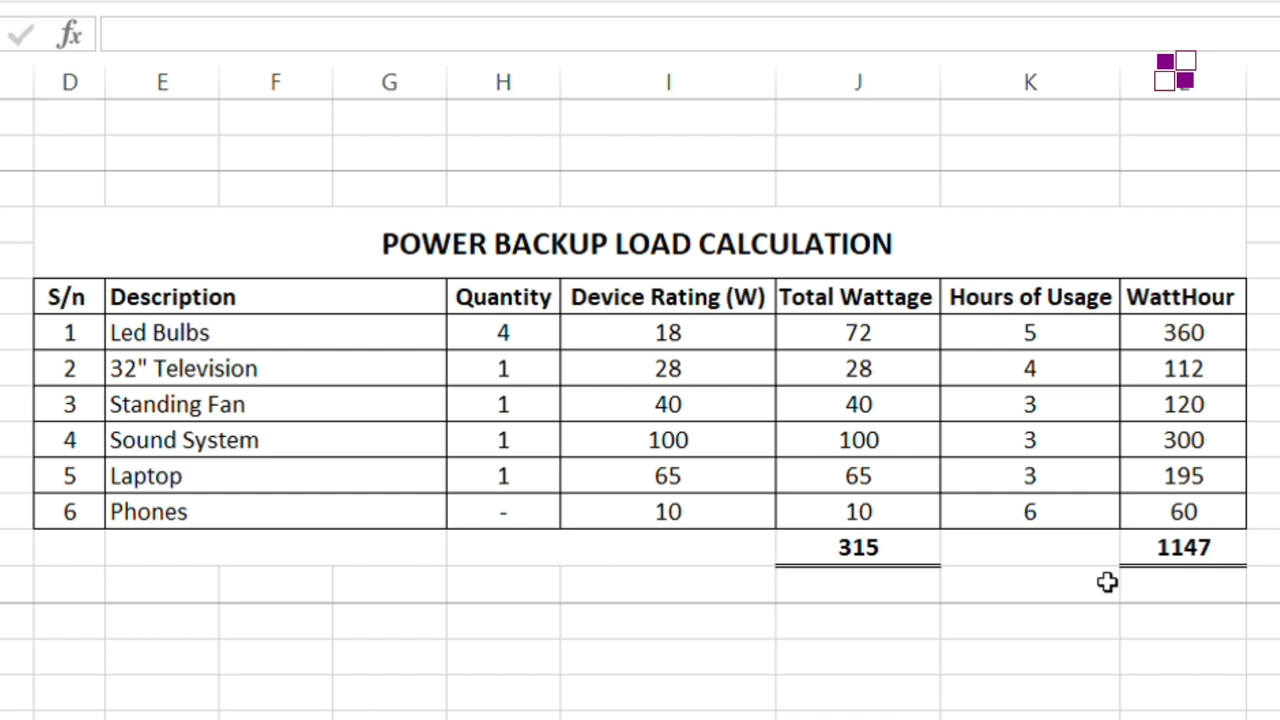 fx
D E F G H I J K
POWER BACKUP LOAD CALCULATION
S/n Description Quantity Device Rating (W) Total Wattage Hours of Usage WattHour
1 Led Bulbs 4 18 72 5 360
2 32" Television 1 28 28 4 112
3 Standing Fan 1 40 40 3 120
4 Sound System 1 100 100 3 300
5 Laptop 1 65 65 3 195
6 Phones - 10 10 6 60
315 1147